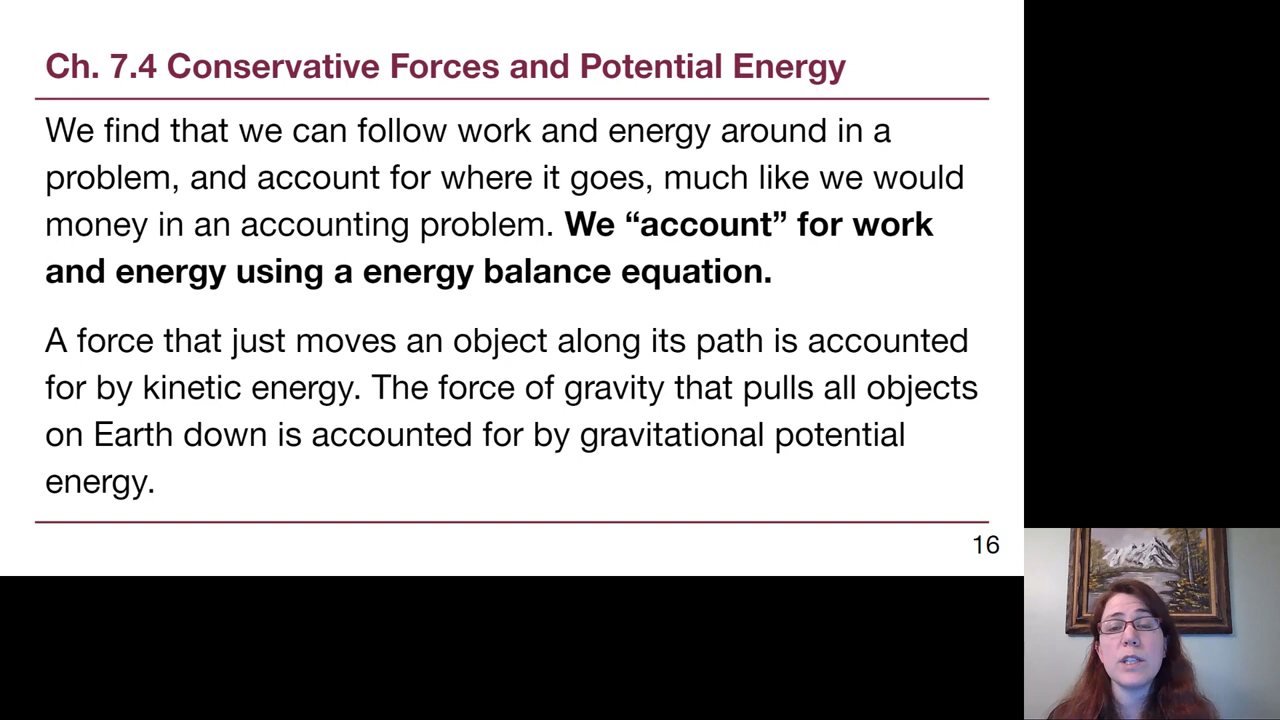 Ch. 7.4 Conservative Forces and Potential Energy
We find that we can follow work and energy around in a
problem, and account for where it goes, much like we would
money in an accounting problem. We “account” for work
and energy using a energy balance equation.
A force that just moves an object along its path is accounted
for by kinetic energy. The force of gravity that pulls all objects
on Earth down is accounted for by gravitational potential
energy.
16